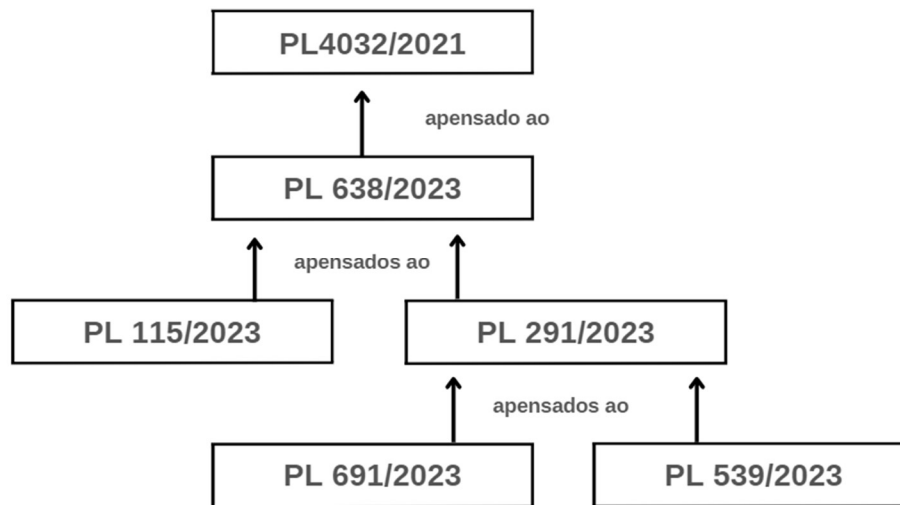 PL4032/2021
apensado ao
PL 638/2023
apensados ao
PL 115/2023
PL 291/2023
apensados ao
PL 691/2023
PL 539/2023